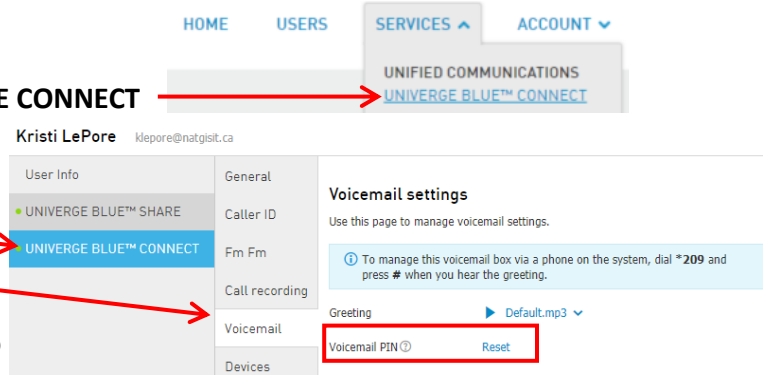 HOME USERS SERVICES ACCOUNT
UNIFIED COMMUNICATIONS
E CONNECT
UNIVERGE BLUE™ CONNECT
Kristi LePore klepore@natgisit.ca
User Info
UNIVERGE BLUE™ SHARE
UNIVERGE BLUE™ CONNECT
General
Caller ID
Fm Fm
Call recording
Voicemail
Devices
Voicemail settings
Use this page to manage voicemail settings.
To manage this voicemail box via a phone on the system, dial *209 and
press # when you hear the greeting.
Greeting Default.mp3
Voicemail PIN Reset